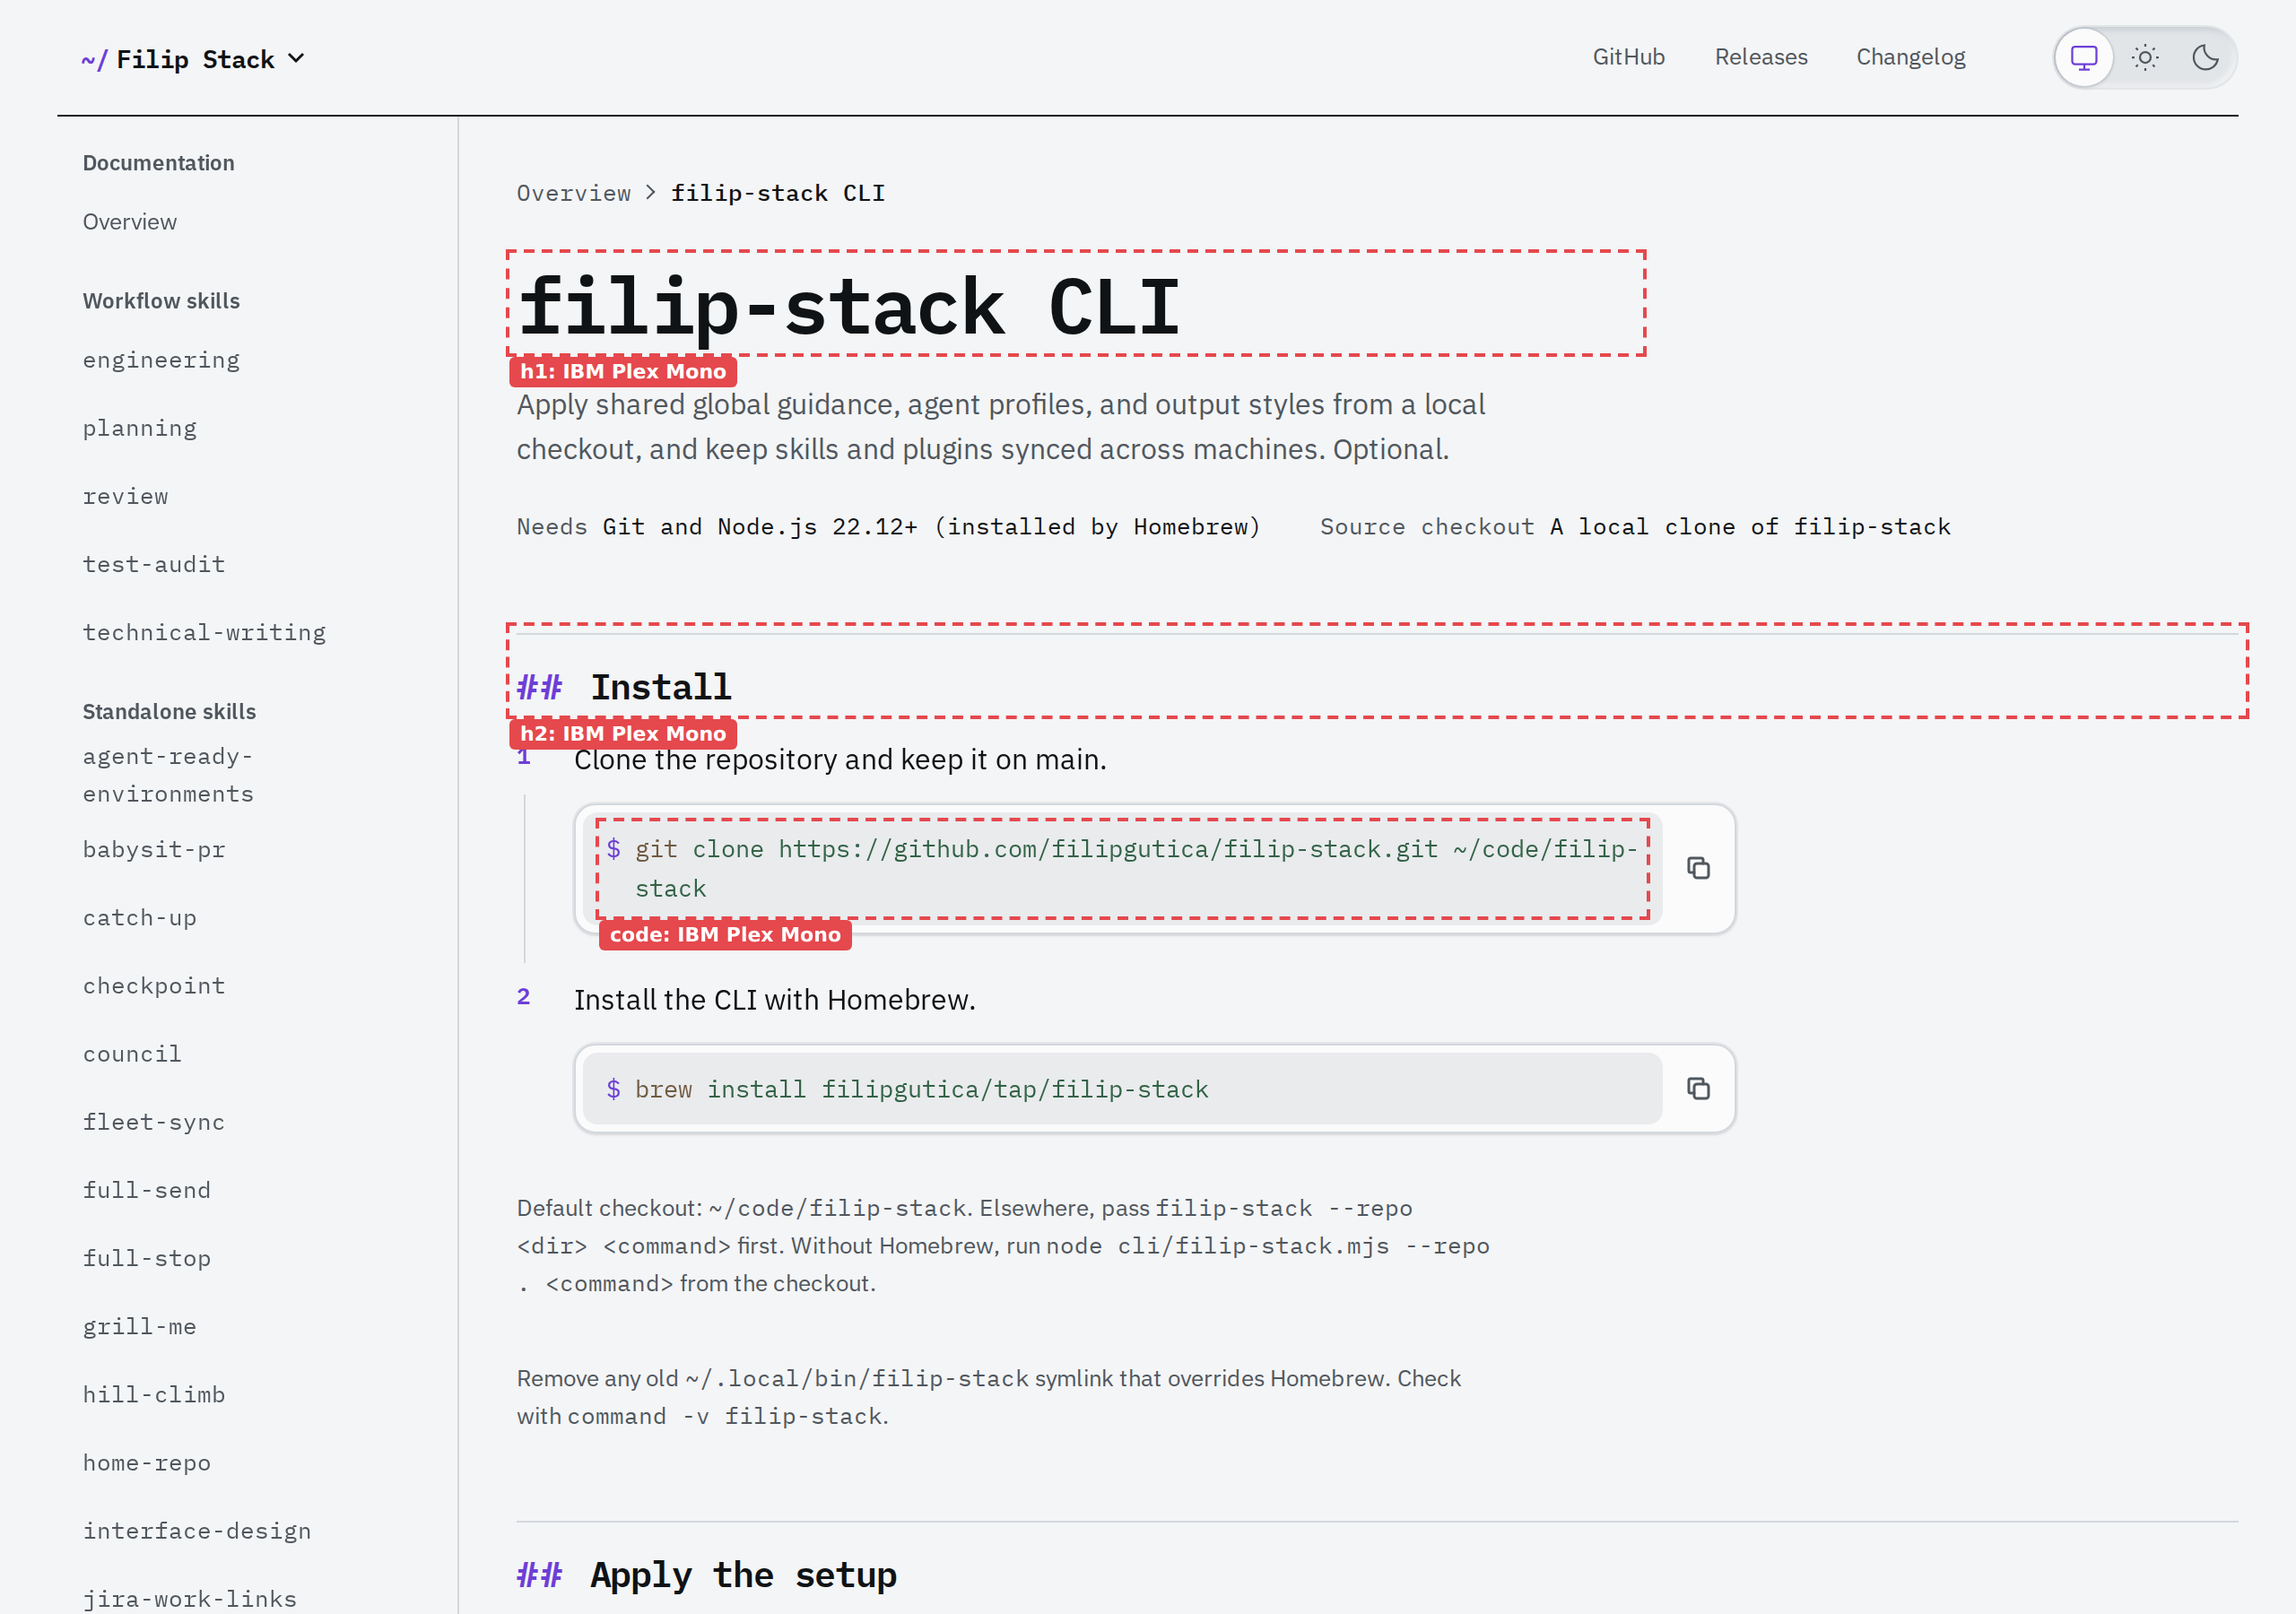 ~/ Filip Stack
GitHub
Releases
Changelog
Documentation
Overview
Workflow skills
engineering
planning
review
test-audit
technical-writing
Standalone skills
agent-ready-
environments
babysit-pr
catch-up
checkpoint
council
fleet-sync
full-send
full-stop
grill-me
hill-climb
home-repo
interface-design
jira-work-links
Overview > filip-stack CLI
filip-stack CLI
h1: IBM Plex Mono
Apply shared global guidance, agent profiles, and output styles from a local
checkout, and keep skills and plugins synced across machines. Optional.
Needs Git and Node.js 22.12+ (installed by Homebrew)
Source checkout A local clone of filip-stack
## Install
h2: IBM Plex Mono
1 Clone the repository and keep it on main.
$ git clone https://github.com/filipgutica/filip-stack.git ~/code/filip-
stack
code: IBM Plex Mono
2 Install the CLI with Homebrew.
$ brew install filipgutica/tap/filip-stack
Default checkout: ~/code/filip-stack. Elsewhere, pass filip-stack --repo
<dir> <command> first. Without Homebrew, run node cli/filip-stack.mjs --repo
. <command> from the checkout.
Remove any old ~/.local/bin/filip-stack symlink that overrides Homebrew. Check
with command -v filip-stack.
## Apply the setup